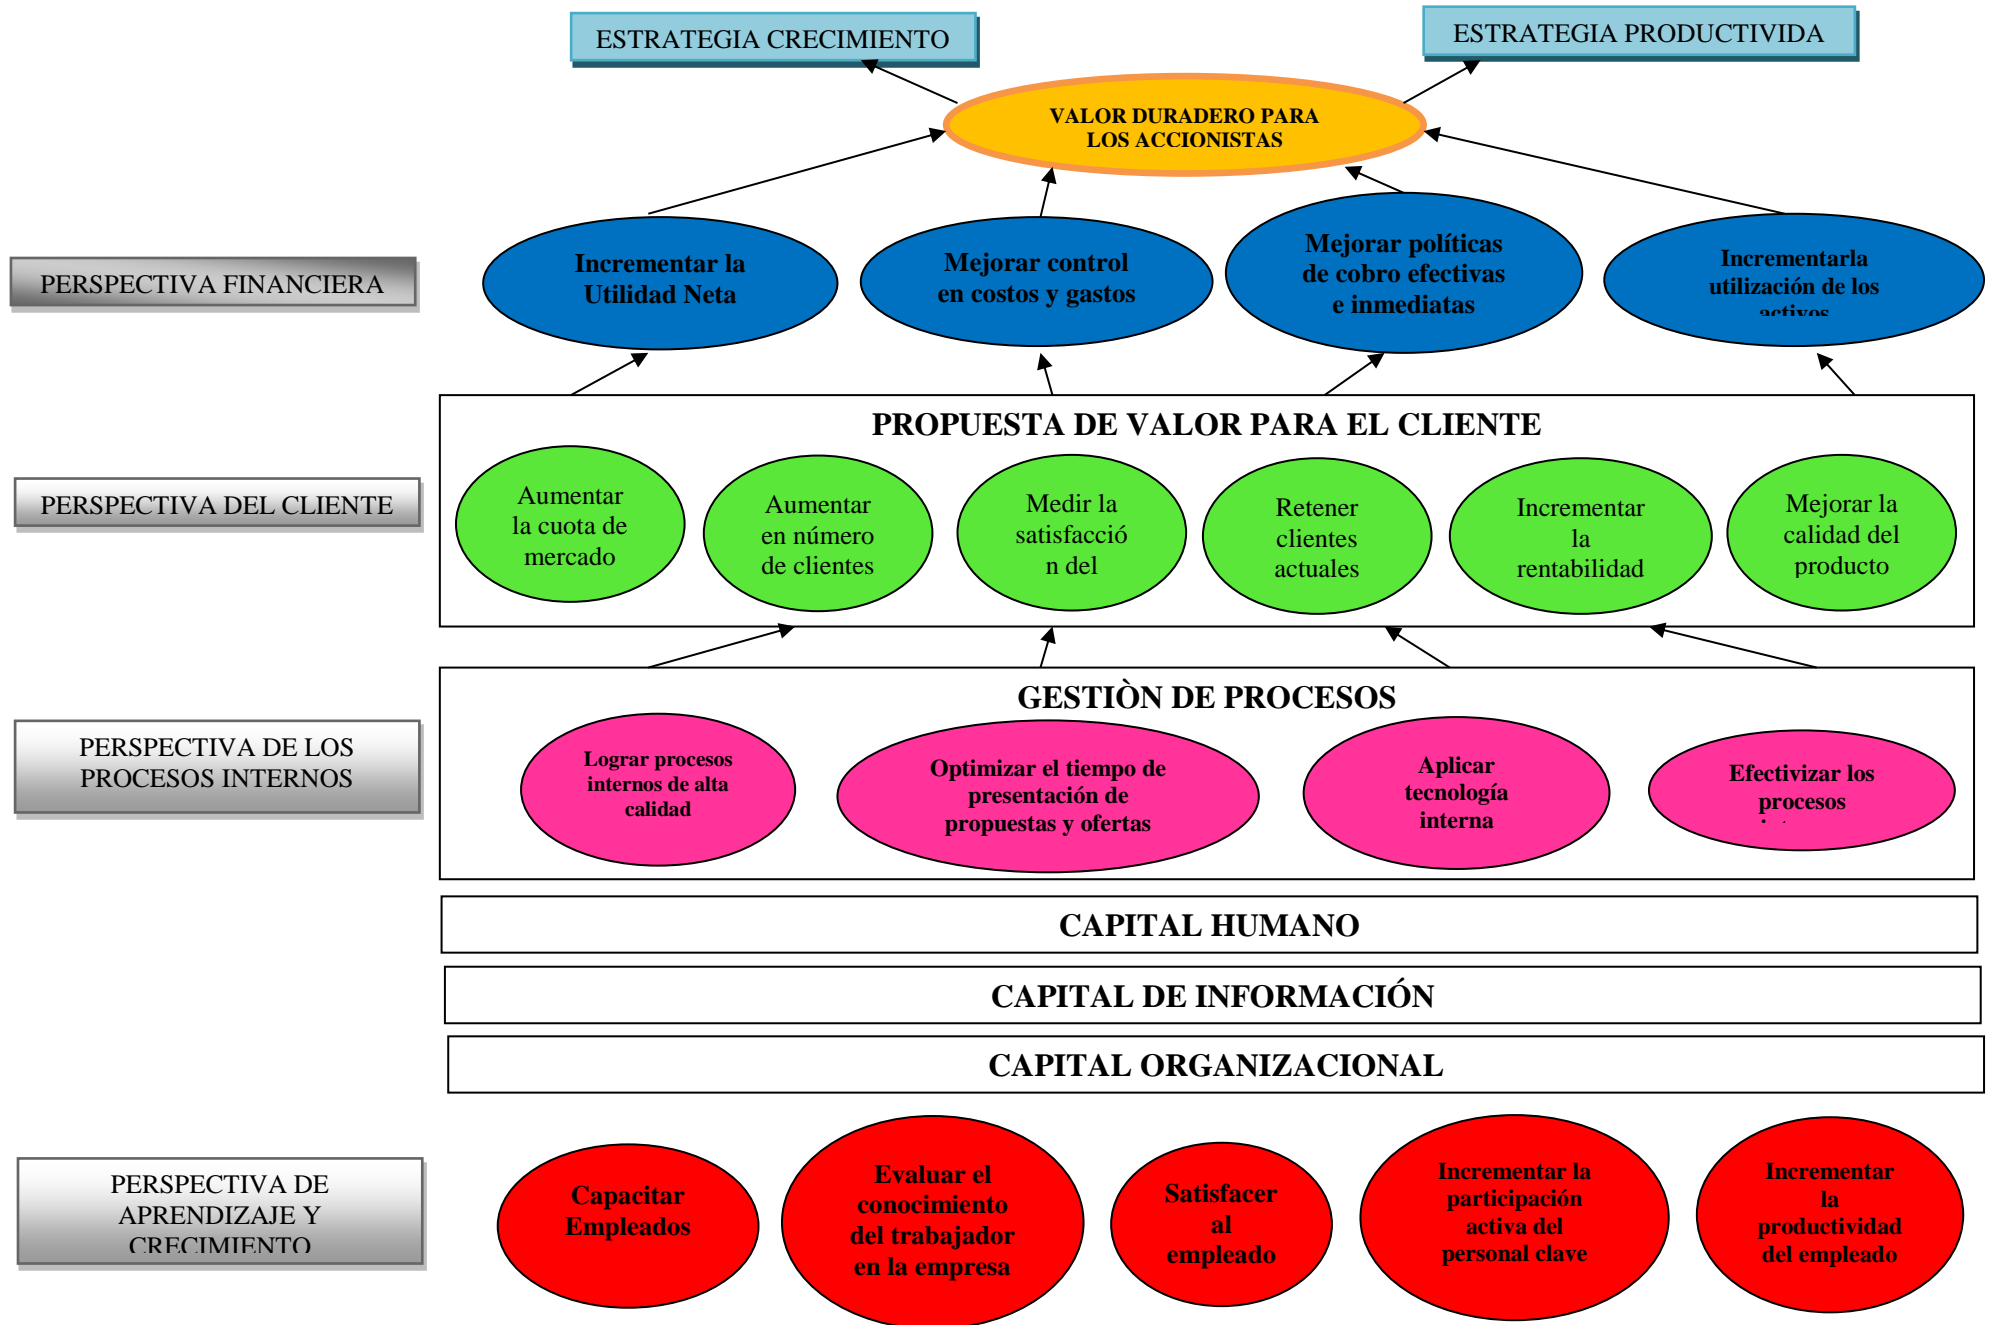 ESTRATEGIA CRECIMIENTO
ESTRATEGIA PRODUCTIVIDA
VALOR DURADERO PARA
LOS ACCIONISTAS
PERSPECTIVA FINANCIERA
Incrementar la
Utilidad Neta
Mejorar control
en costos y gastos
Mejorar políticas
de cobro efectivas
e inmediatas
Incrementarla
utilización de los
activos
PROPUESTA DE VALOR PARA EL CLIENTE
PERSPECTIVA DEL CLIENTE
Aumentar
la cuota de
mercado
Aumentar
en número
de clientes
Medir la
satisfacció
n del
Retener
clientes
actuales
Incrementar
la
rentabilidad
Mejorar la
calidad del
producto
GESTIÒN DE PROCESOS
PERSPECTIVA DE LOS
PROCESOS INTERNOS
Lograr procesos
internos de alta
calidad
Optimizar el tiempo de
presentación de
propuestas y ofertas
Aplicar
tecnología
interna
Efectivizar los
procesos
CAPITAL HUMANO
CAPITAL DE INFORMACIÓN
CAPITAL ORGANIZACIONAL
PERSPECTIVA DE
APRENDIZAJE Y
CRECIMIENTO
Capacitar
Empleados
Evaluar el
conocimiento
del trabajador
en la empresa
Satisfacer
al
empleado
Incrementar la
participación
activa del
personal clave
Incrementar
la
productividad
del empleado